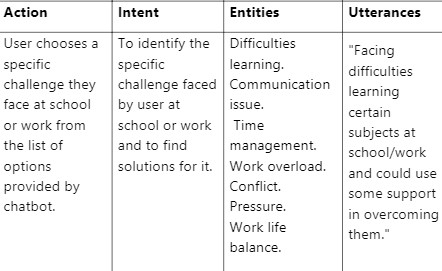 Action
Intent
Entities
Utterances
User chooses a
specific
challenge they
face at school
or work from
the list of
options
provided by
chatbot.
To identify the
specific
challenge faced
by user at
school or work
and to find
solutions for it.
Difficulties
learning.
Communication
issue.
Time
management.
Work overload.
Conflict.
Pressure.
Work life
balance.
"Facing
difficulties
learning
certain
subjects at
school/work
and could use
some support
in overcoming
them."